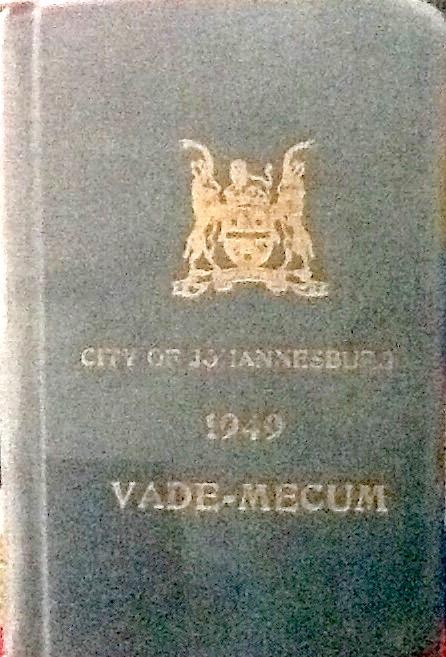 CITY OF JOHANNESBURG
1949
VADE-MECUM